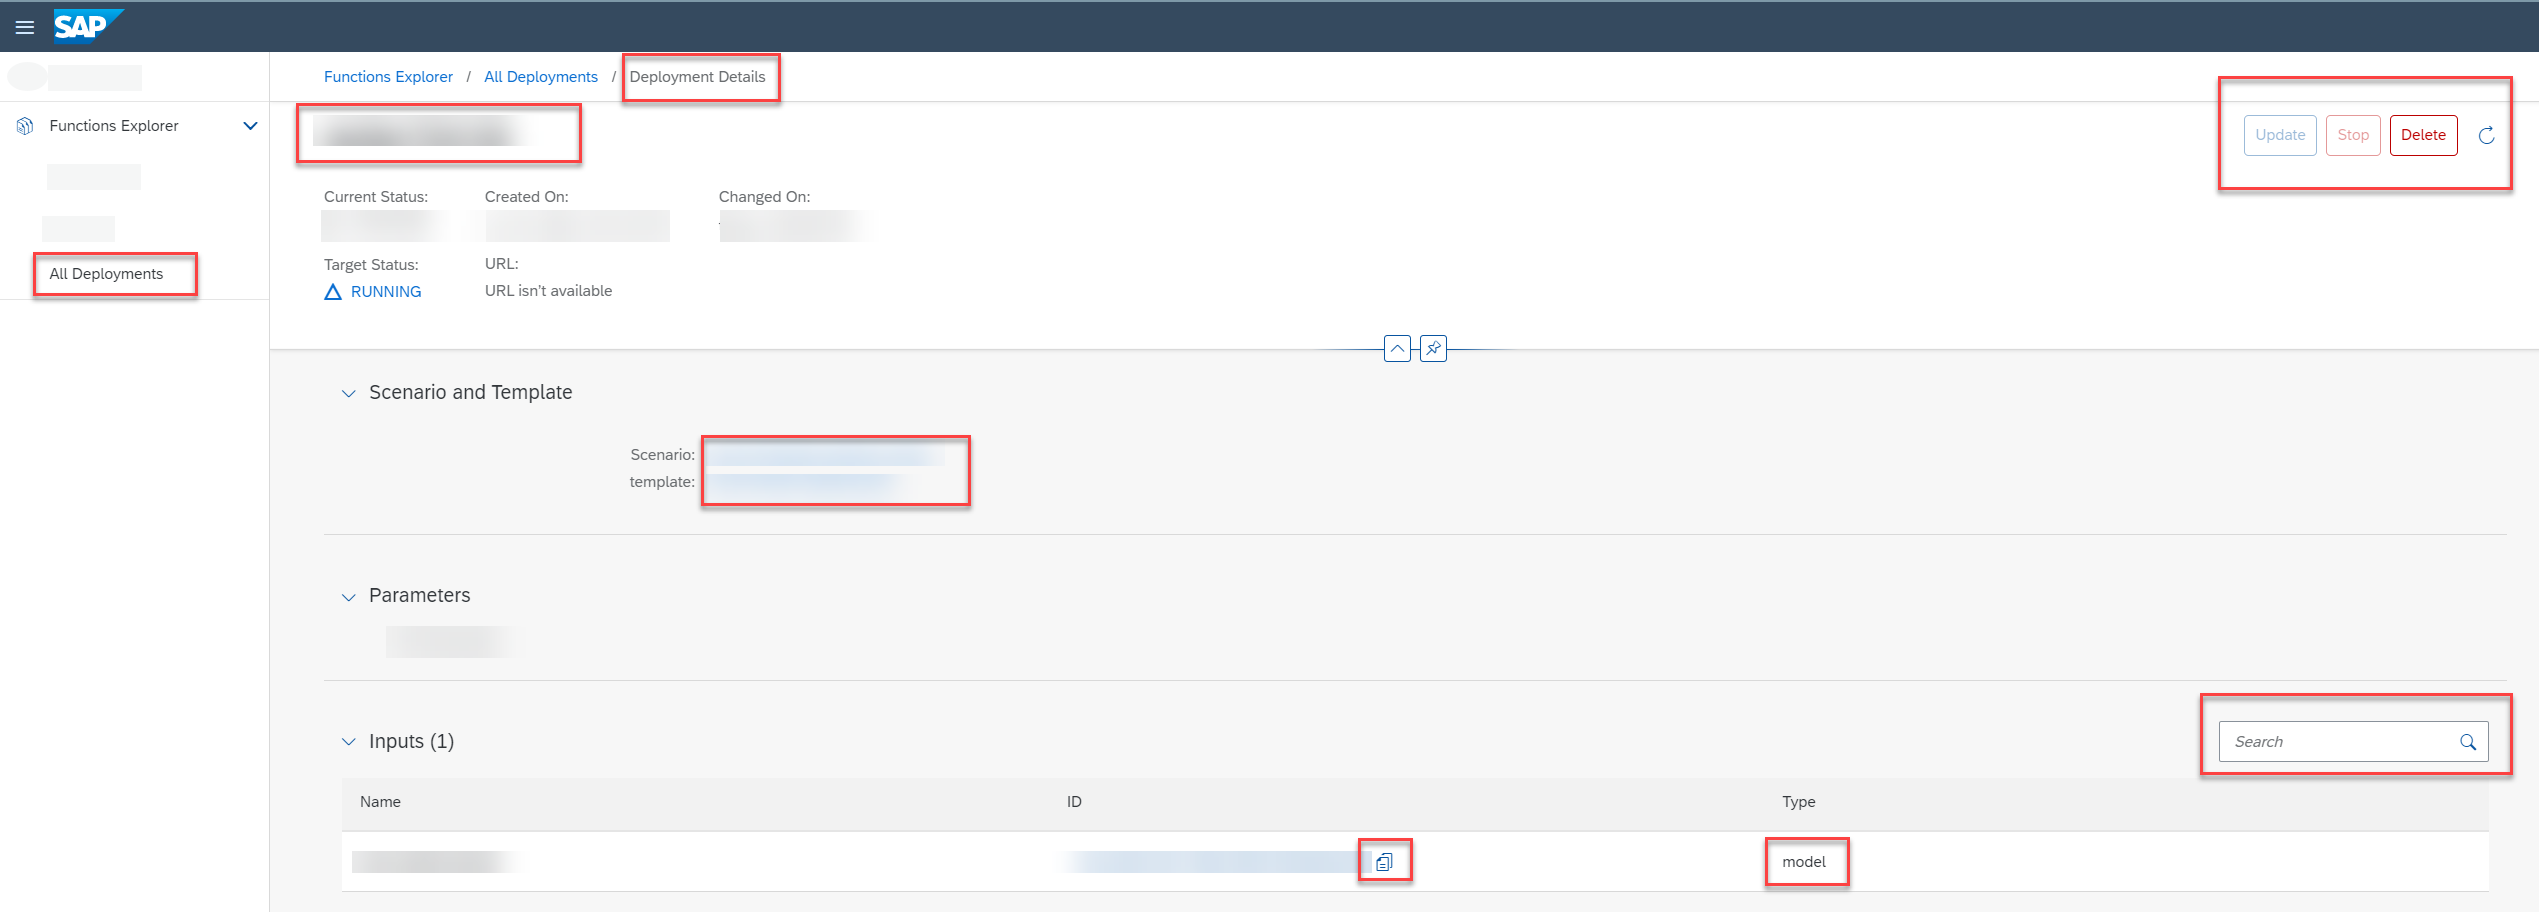 SAP
Functions Explorer / All Deployments / Deployment Details
Functions Explorer
All Deployments
Update Stop Delete
Current Status: Created On: Changed On:
Target Status: URL:
RUNNING URL isn't available
Scenario and Template
Scenario:
template:
Parameters
Inputs (1)
Search
Name ID Type
model